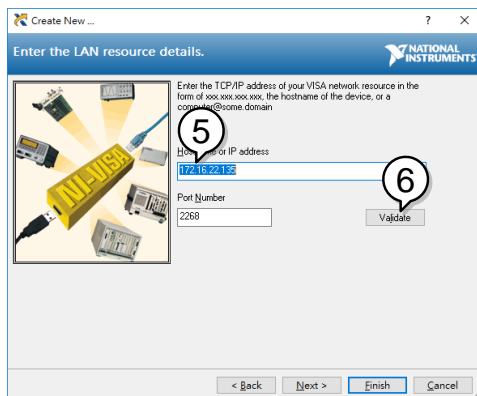 Create New ...
?
Enter the LAN resource details.
NATIONAL
INSTRUMENTS
Enter the TCP/IP address of your VISA network resource in the
form of xxx.xxx.xxx.xxx, the hostname of the device, or a
computer@some.domain
5
Hostname or IP address
172.16.22.135
6
Port Number
2268
Validate
NI-VISA
< Back
Next >
Finish
Cancel